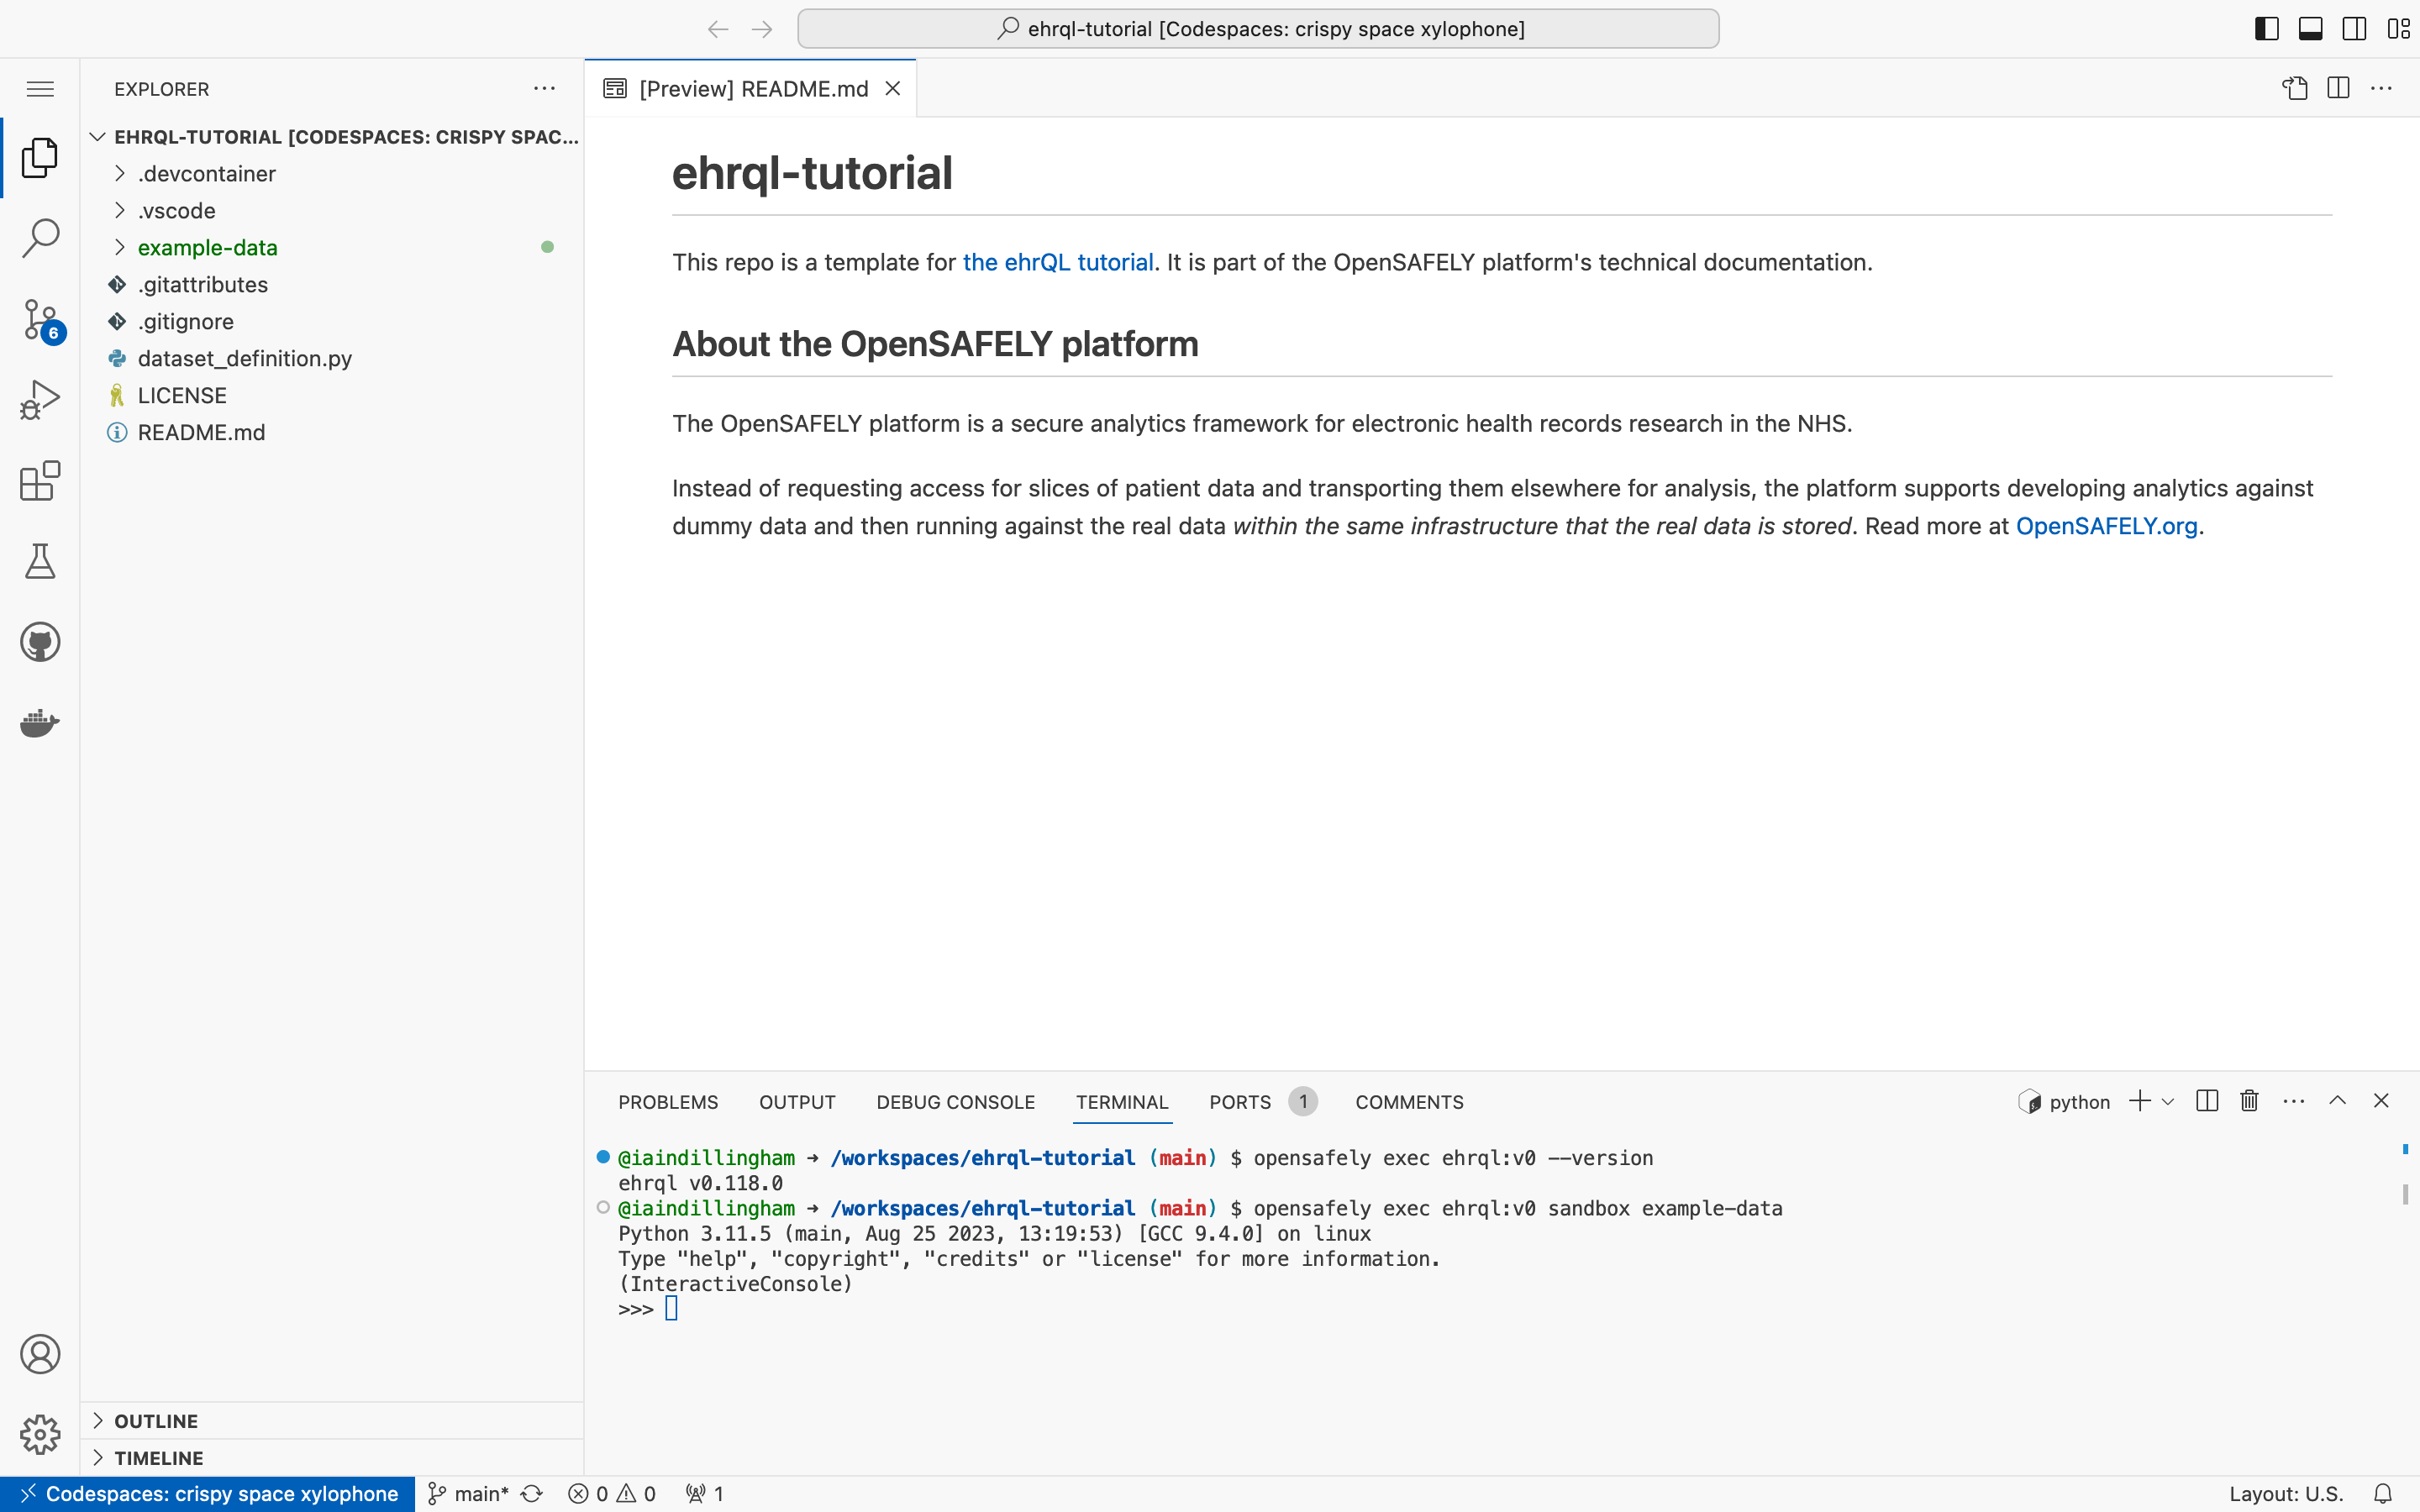 ehrql-tutorial [Codespaces: crispy space xylophone]
EXPLORER
EHRQL-TUTORIAL [CODESPACES: CRISPY SPAC...
.devcontainer
.vscode
example-data
.gitattributes
.gitignore
dataset_definition.py
LICENSE
README.md
6
OUTLINE
TIMELINE
[Preview] README.md
ehrql-tutorial
This repo is a template for the ehrQL tutorial. It is part of the OpenSAFELY platform's technical documentation.
About the OpenSAFELY platform
The OpenSAFELY platform is a secure analytics framework for electronic health records research in the NHS.
Instead of requesting access for slices of patient data and transporting them elsewhere for analysis, the platform supports developing analytics against
dummy data and then running against the real data within the same infrastructure that the real data is stored. Read more at OpenSAFELY.org.
PROBLEMS OUTPUT DEBUG CONSOLE TERMINAL PORTS 1 COMMENTS python
@iaindillingham ➜ /workspaces/ehrql-tutorial (main) $ opensafely exec ehrql:v0 --version
ehrql v0.118.0
@iaindillingham ➜ /workspaces/ehrql-tutorial (main) $ opensafely exec ehrql:v0 sandbox example-data
Python 3.11.5 (main, Aug 25 2023, 13:19:53) [GCC 9.4.0] on linux
Type "help", "copyright", "credits" or "license" for more information.
(InteractiveConsole)
>>>
Codespaces: crispy space xylophone main* 0 0 1 Layout: U.S.